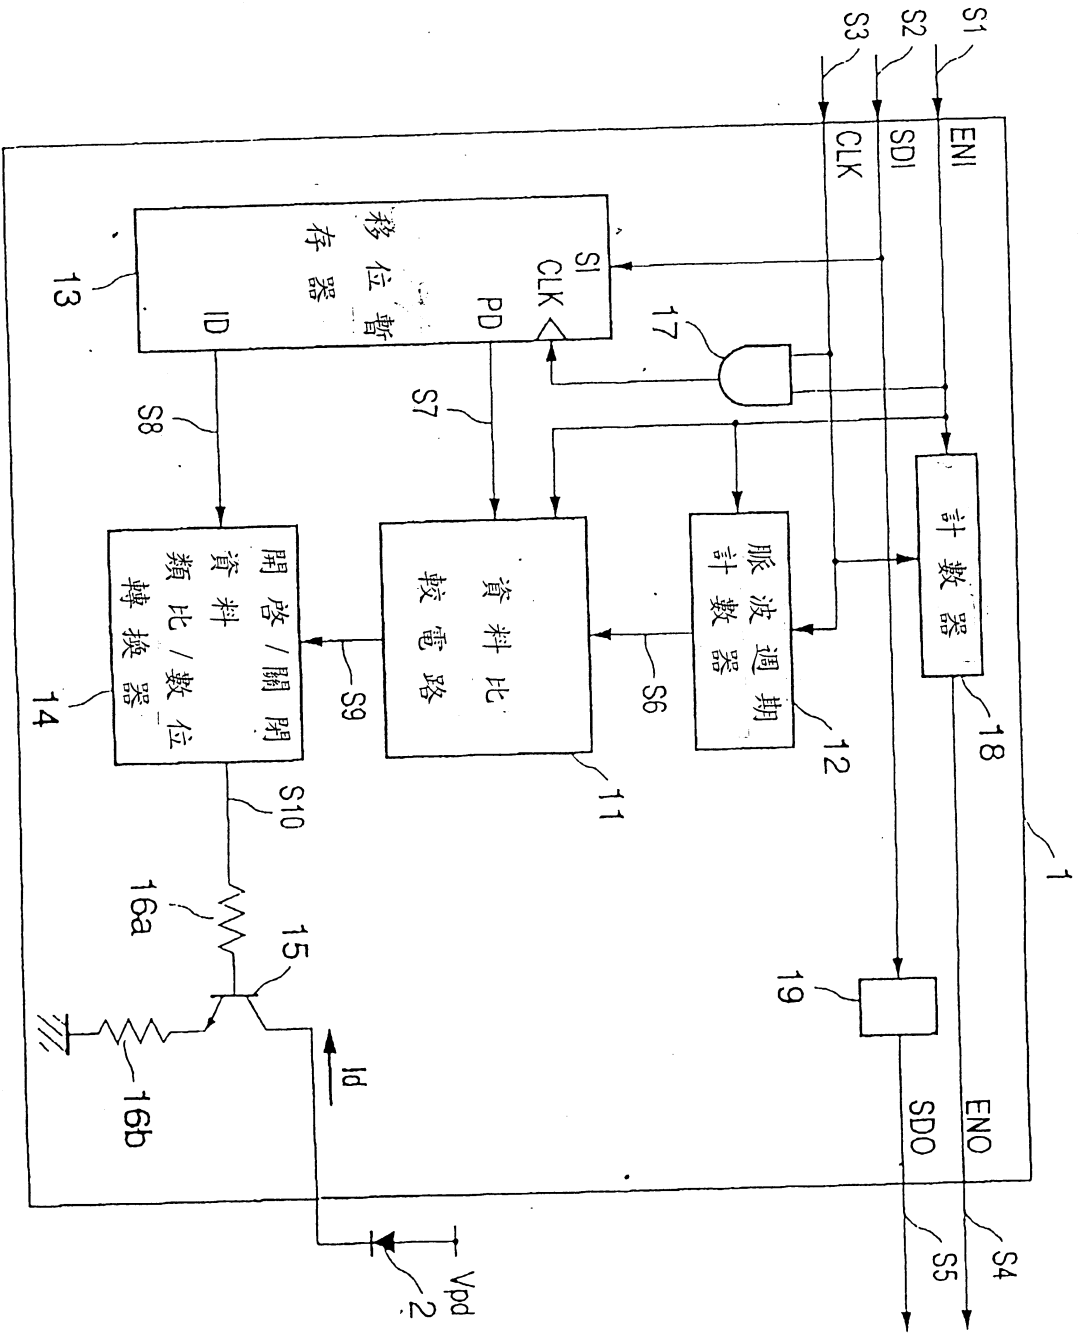 1
S1
ENI
ENO
S4
計數器
18
S2
SDI
SDO
S5
S3
CLK
脈波週期
計數器
12
19
17
S6
SI
CLK
PD
ID
移位暫
存器
13
S7
資料比
較電路
11
S9
S8
開啓/關閉
資料
類比/數位
轉換器
14
S10
16a
15
16b
Id
Vpd
2